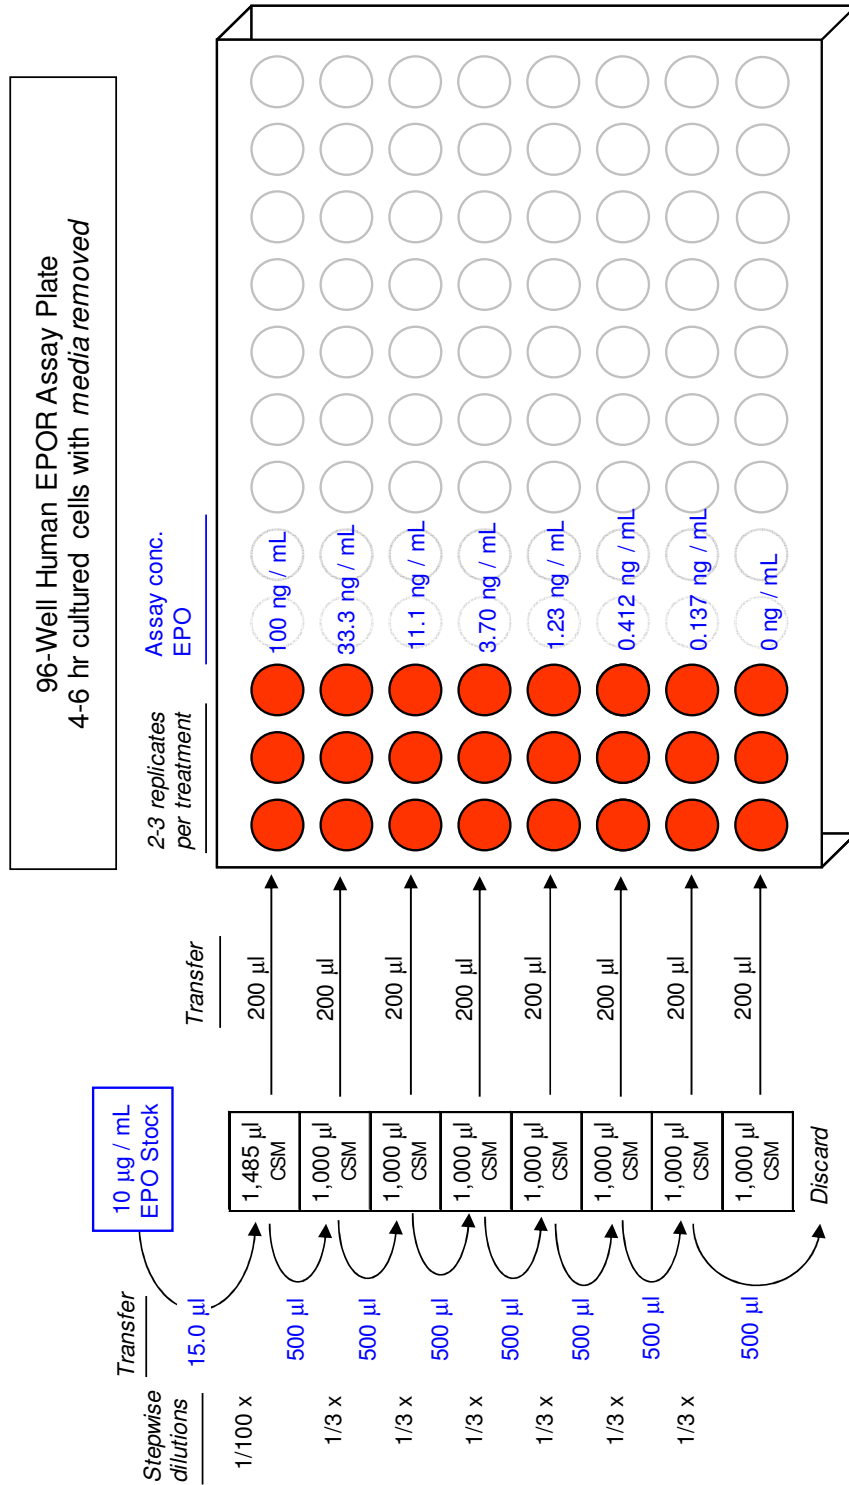 96-Well Human EPOR Assay Plate
4-6 hr cultured cells with media removed
Stepwise
dilutions
Transfer
10 µg / mL
EPO Stock
Transfer
2-3 replicates
per treatment
Assay conc.
EPO
15.0 µl
1/100 x
1,485 µl
CSM
200 µl
100 ng / mL
500 µl
1/3 x
1,000 µl
CSM
200 µl
33.3 ng / mL
500 µl
1/3 x
1,000 µl
CSM
200 µl
11.1 ng / mL
500 µl
1/3 x
1,000 µl
CSM
200 µl
3.70 ng / mL
500 µl
1/3 x
1,000 µl
CSM
200 µl
1.23 ng / mL
500 µl
1/3 x
1,000 µl
CSM
200 µl
0.412 ng / mL
500 µl
1/3 x
1,000 µl
CSM
200 µl
0.137 ng / mL
500 µl
1,000 µl
CSM
200 µl
0 ng / mL
Discard